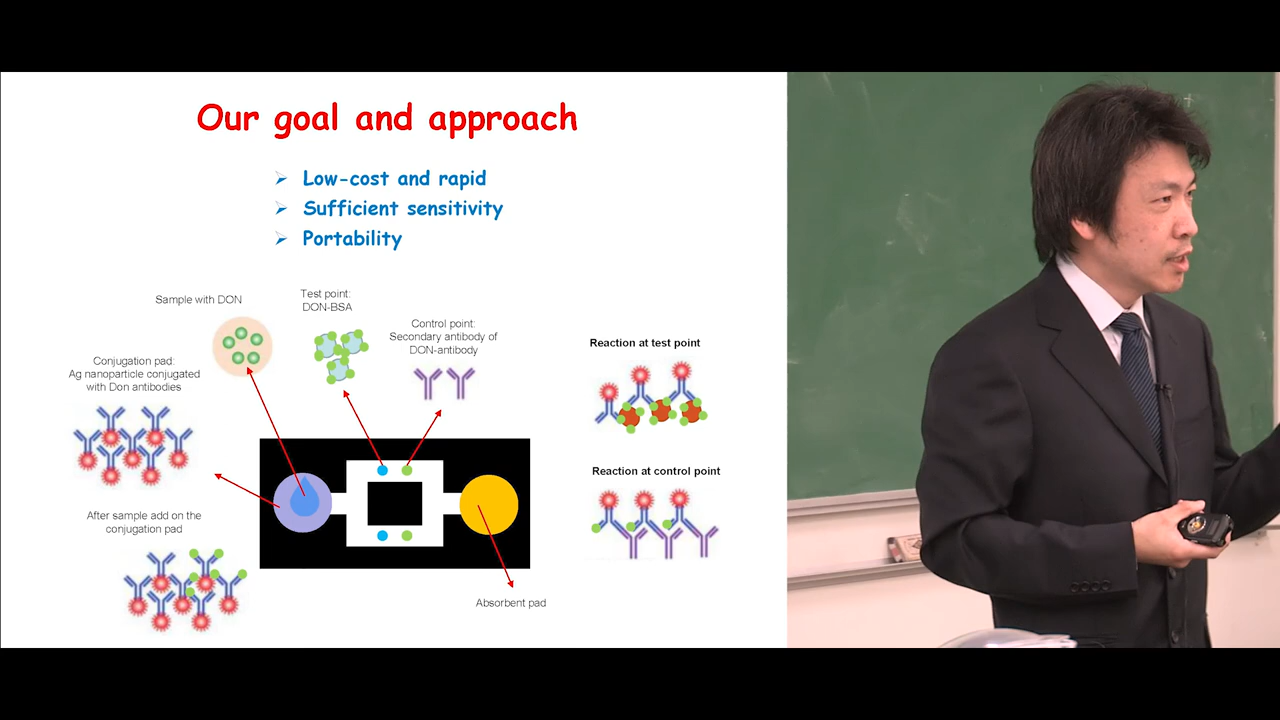 Our goal and approach
Low-cost and rapid
Sufficient sensitivity
Portability
Sample with DON
Test point:
DON-BSA
Control point:
Secondary antibody of
DON-antibody
Conjugation pad:
Ag nanoparticle conjugated
with Don antibodies
After sample add on the
conjugation pad
Absorbent pad
Reaction at test point
Reaction at control point